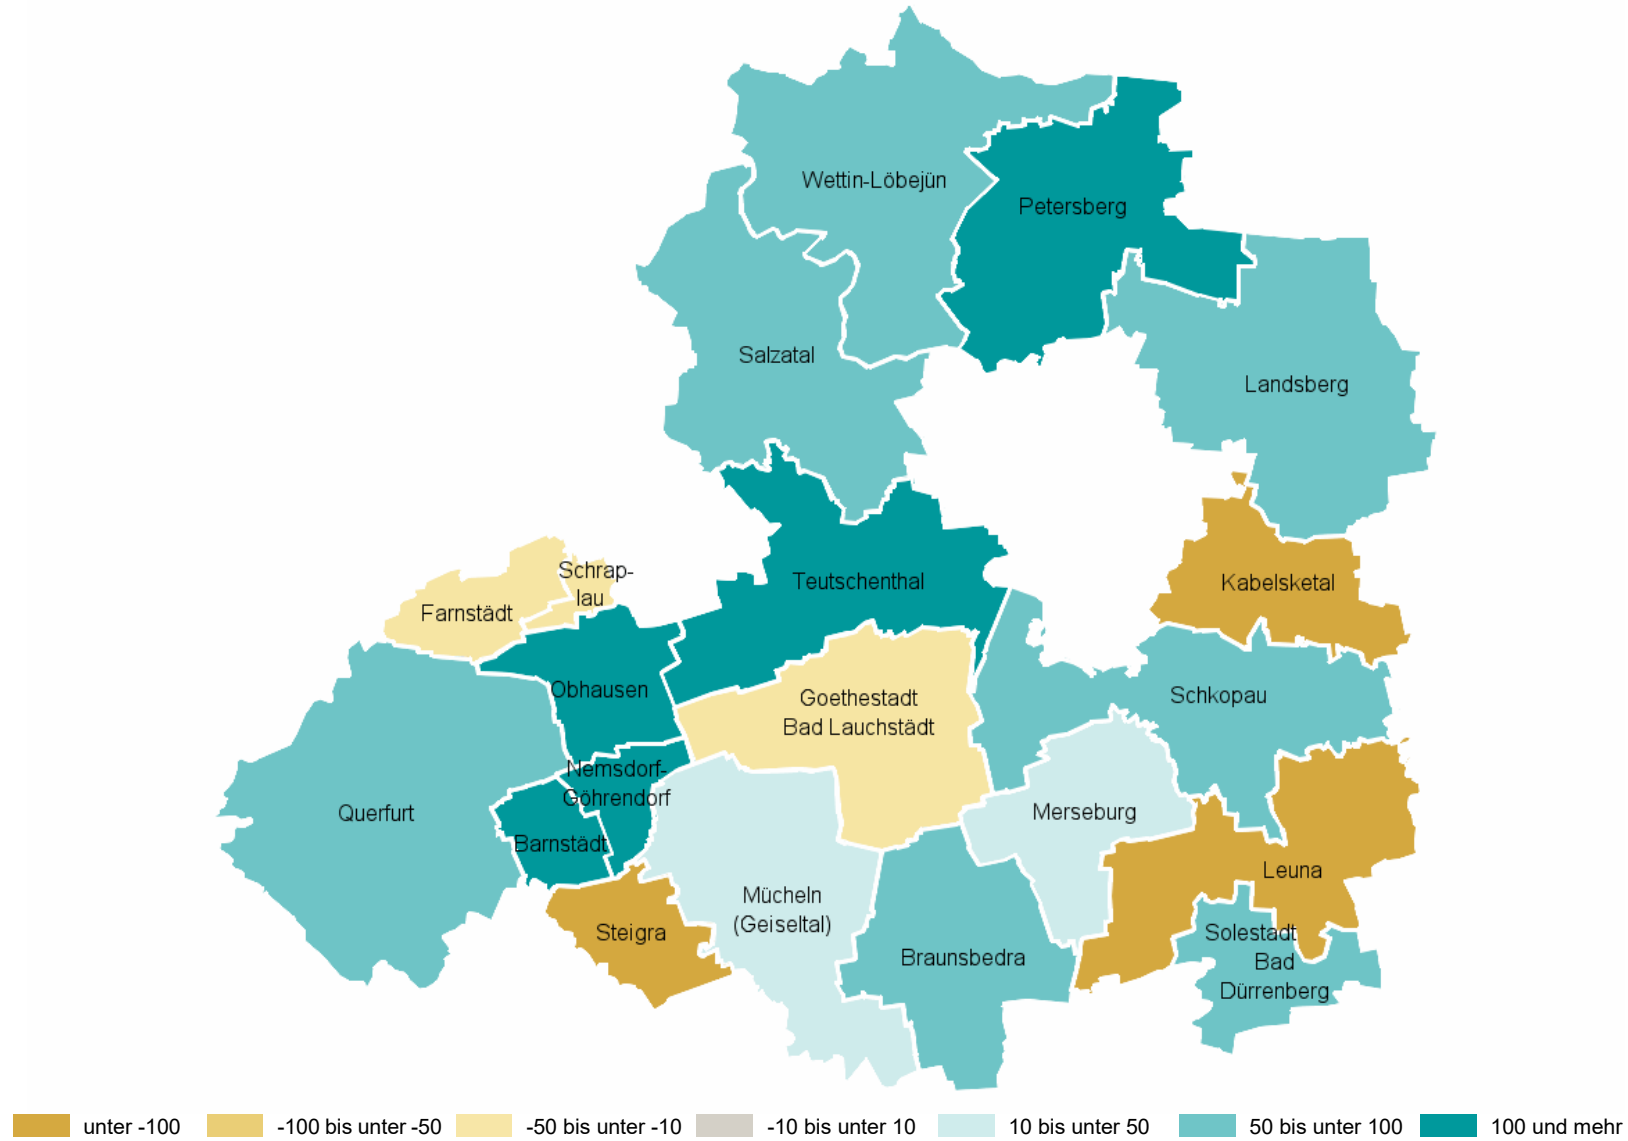 Wettin-Löbejün
Petersberg
Salzatal
Landsberg
Schrap-
lau
Teutschenthal
Kabelsketal
Farnstädt
Obhausen
Goethestadt
Bad Lauchstädt
Schkopau
Nemsdorf-
Göhrendorf
Querfurt
Merseburg
Barnstädt
Leuna
Mücheln
(Geiseltal)
Steigra
Solestadt
Bad
Dürrenberg
Braunsbedra
unter -100
-100 bis unter -50
-50 bis unter -10
-10 bis unter 10
10 bis unter 50
50 bis unter 100
100 und mehr